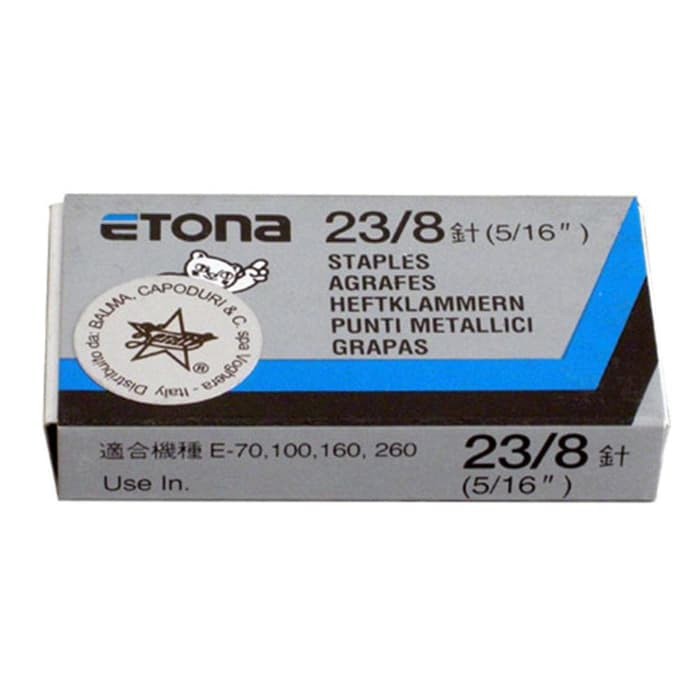 ETONA
23/8 針 (5/16")
STAPLES
AGRAFES
HEFTKLAMMERN
PUNTI METALLICI
GRAPAS
Distribuito da: BALMA, CAPODURI & C. spa Voghera - Italy
®
適合機種 E-70,100,160, 260
Use In.
23/8 針
(5/16")